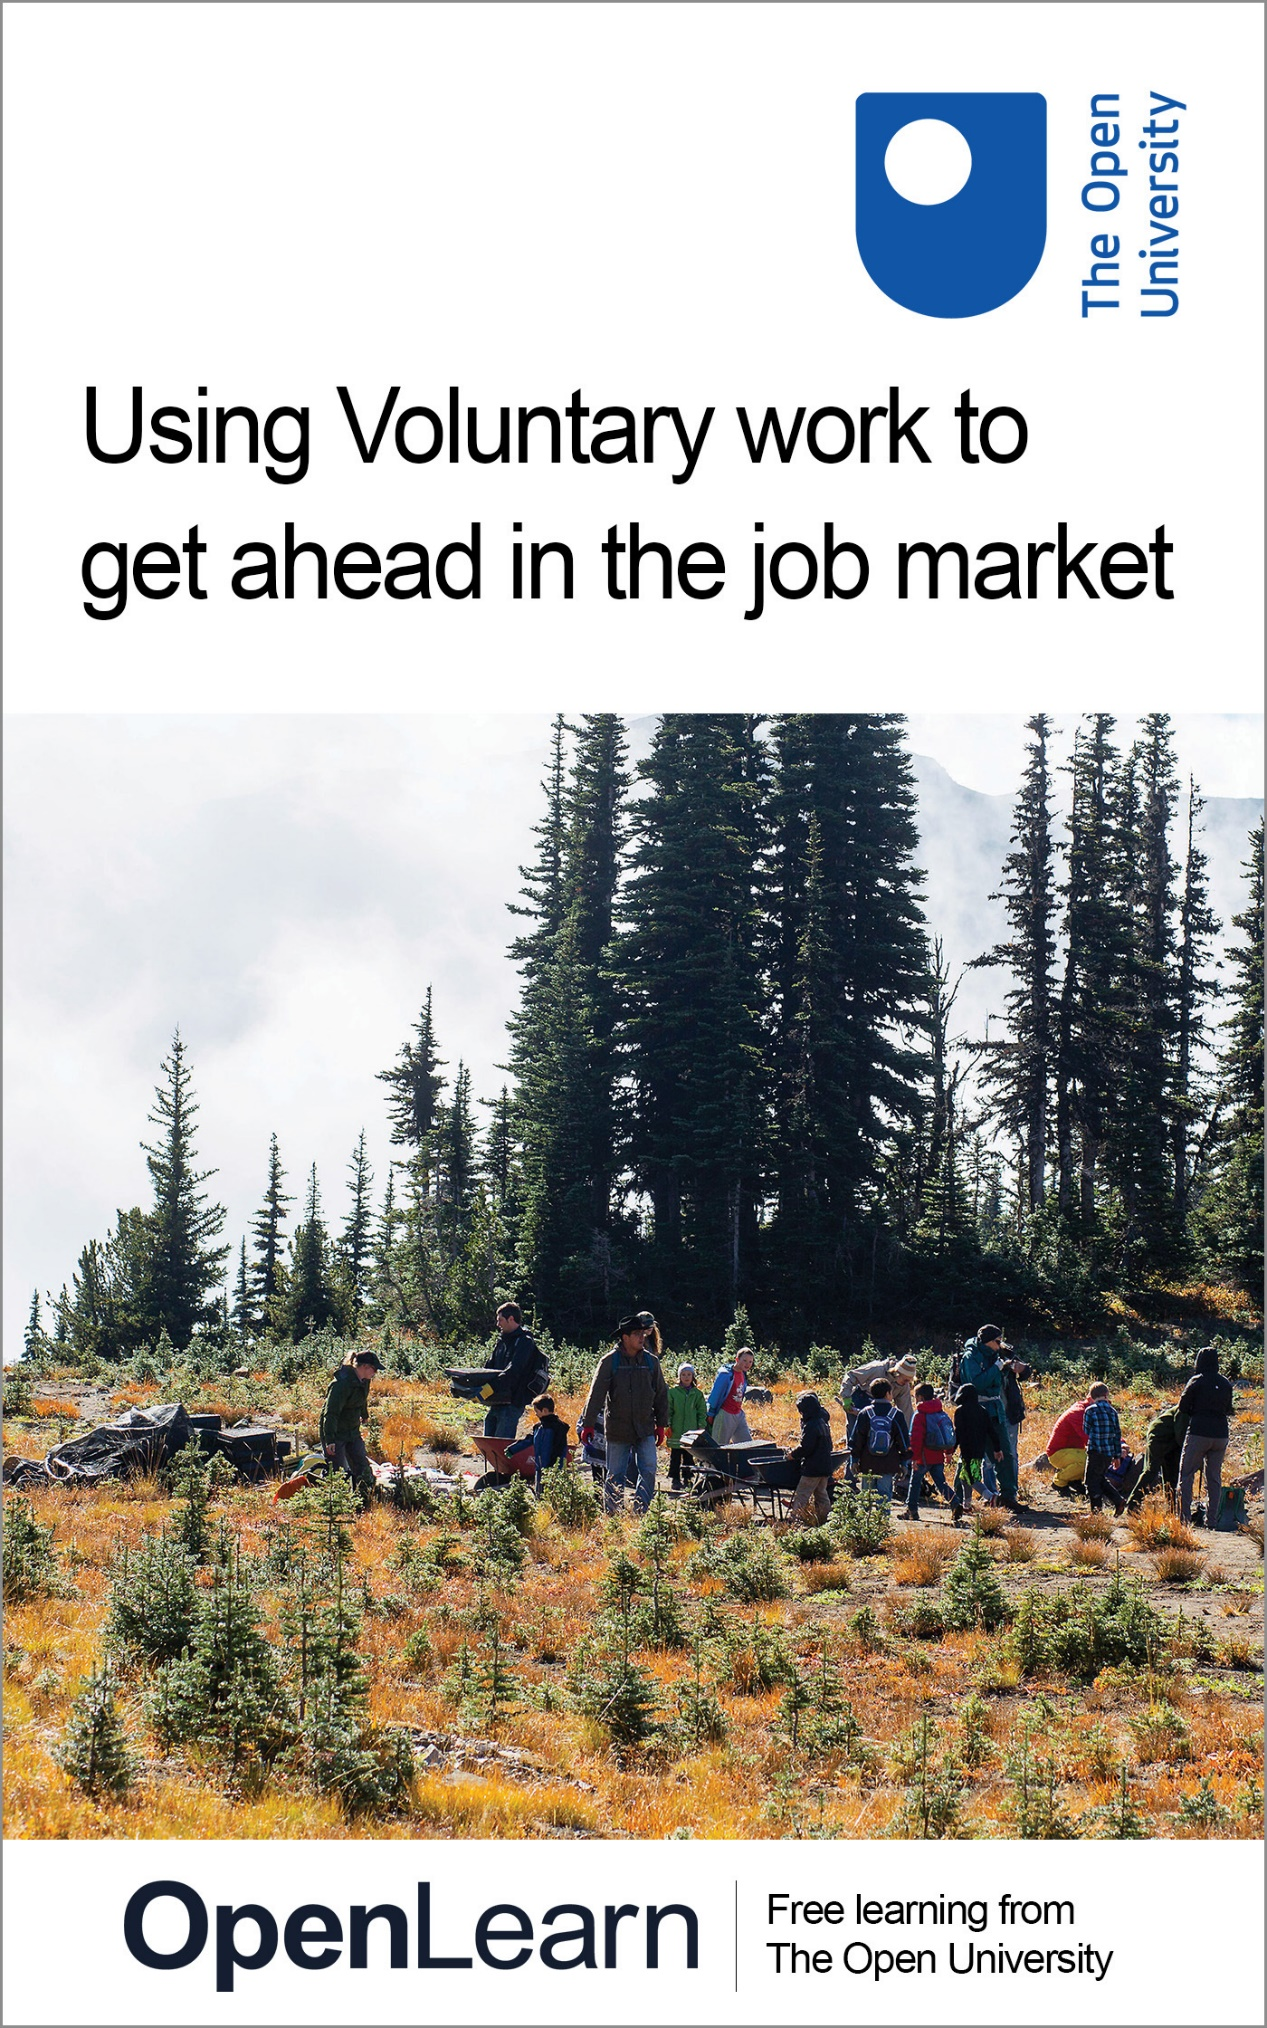 The Open
University
Using Voluntary work to
get ahead in the job market
OpenLearn
Free learning from
The Open University